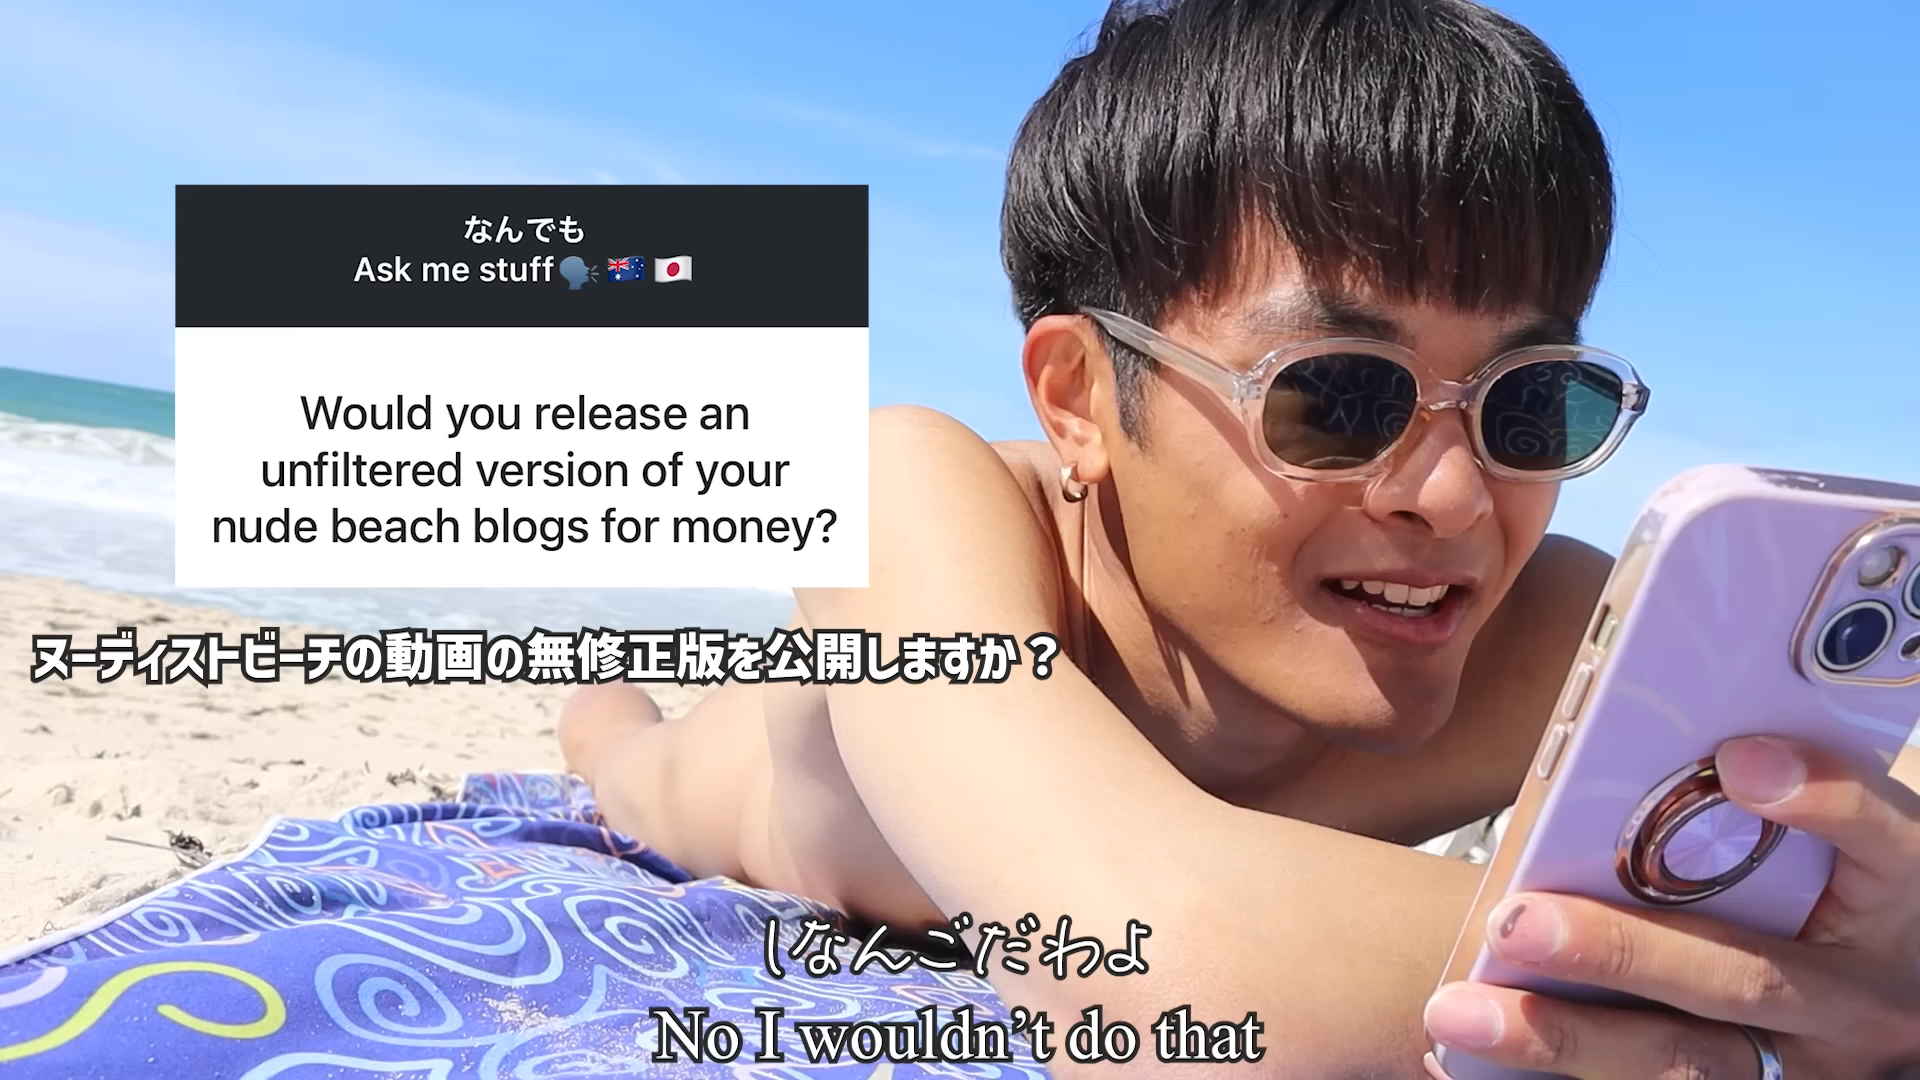 なんでも
Ask me stuff🗣️🇦🇺🇯🇵
Would you release an
unfiltered version of your
nude beach blogs for money?
ヌーディストビーチの動画の無修正版を公開しますか？
しなんごだわよ
No I wouldn't do that